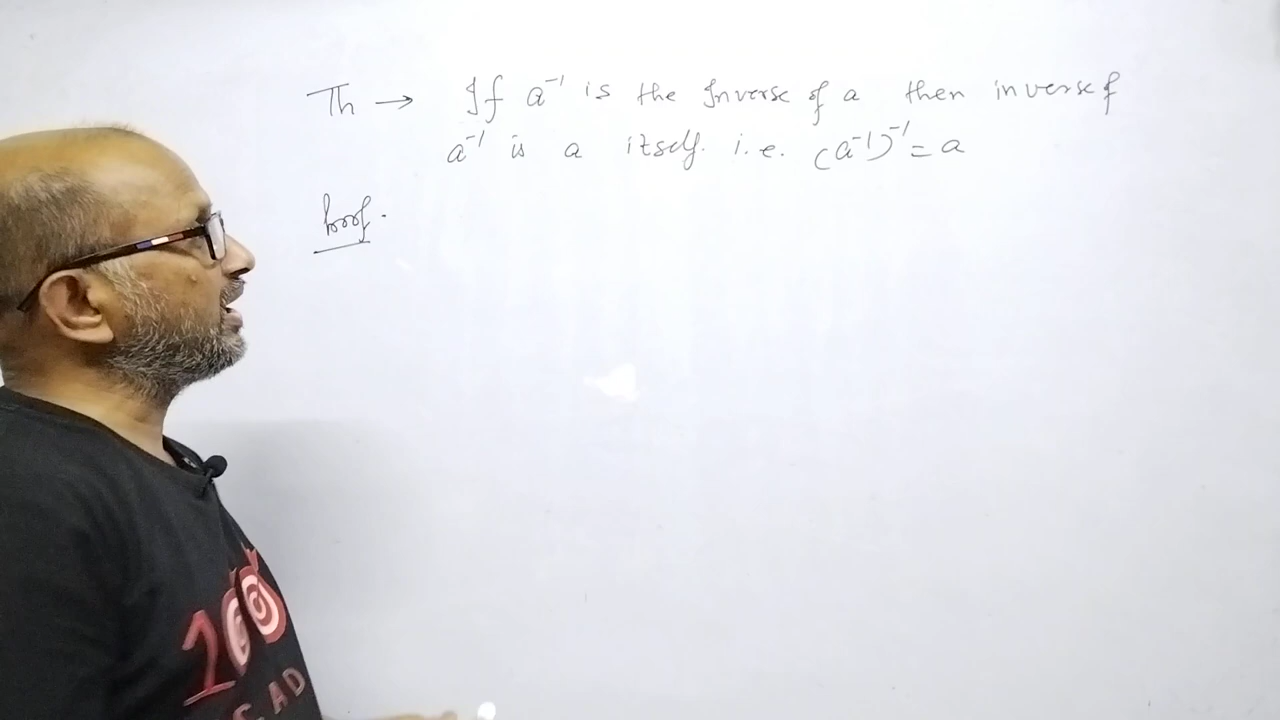 Th → If a⁻¹ is the Inverse of a then inverse of
a⁻¹ is a itself. i.e. (a⁻¹)⁻¹ = a
Proof.